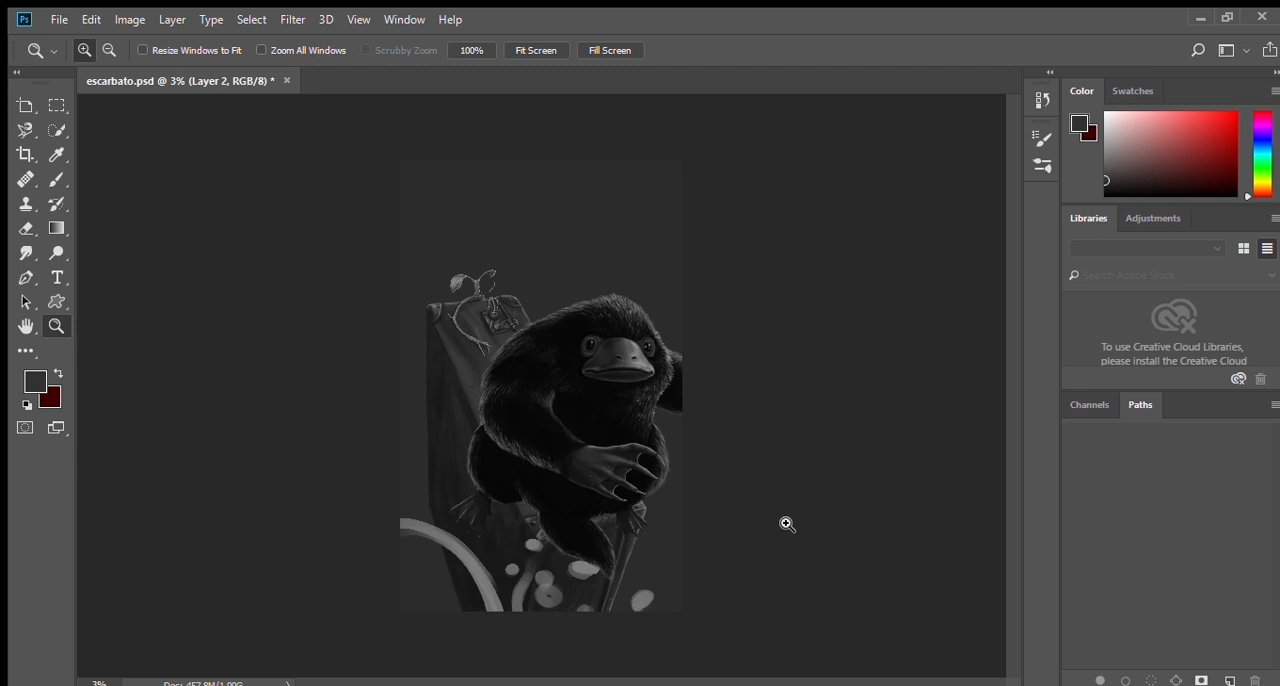 Ps File Edit Image Layer Type Select Filter 3D View Window Help
Resize Windows to Fit Zoom All Windows Scrubby Zoom 100% Fit Screen Fill Screen
escarbato.psd @ 3% (Layer 2, RGB/8) * ×
Color Swatches
Libraries Adjustments
Search Adobe Stock
To use Creative Cloud Libraries,
please install the Creative Cloud
Channels Paths
3% Doc: 457.8M/1.00G